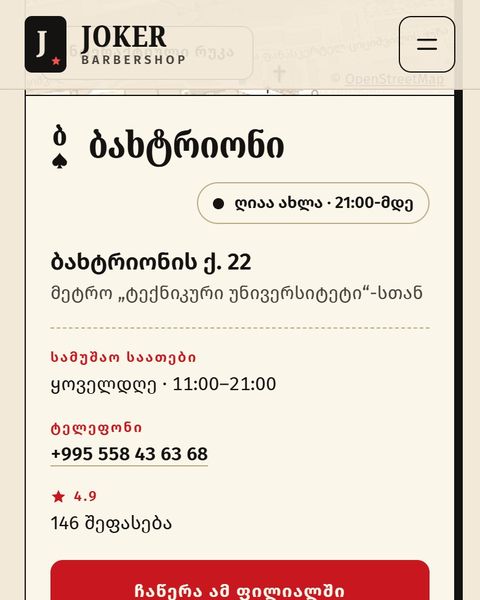 J JOKER
BARBERSHOP
რუკა
© OpenStreetMap
ბ ბახტრიონი
ღიაა ახლა · 21:00-მდე
ბახტრიონის ქ. 22
მეტრო „ტექნიკური უნივერსიტეტი“-სთან
სამუშაო საათები
ყოველდღე · 11:00–21:00
ტელეფონი
+995 558 43 63 68
4.9
146 შეფასება
ჩაწერა ამ ფილიალში